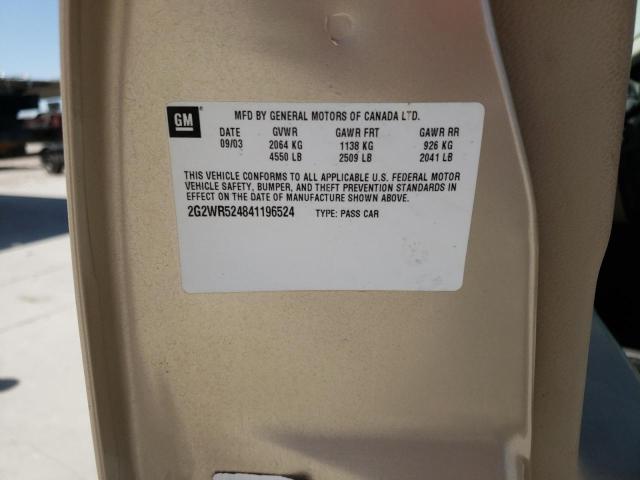 GM MFD BY GENERAL MOTORS OF CANADA LTD.
DATE GVWR GAWR FRT GAWR RR
09/03 2064 KG 1138 KG 926 KG
4550 LB 2509 LB 2041 LB
THIS VEHICLE CONFORMS TO ALL APPLICABLE U.S. FEDERAL MOTOR
VEHICLE SAFETY, BUMPER, AND THEFT PREVENTION STANDARDS IN
EFFECT ON THE DATE OF MANUFACTURE SHOWN ABOVE.
2G2WR524841196524 TYPE: PASS CAR